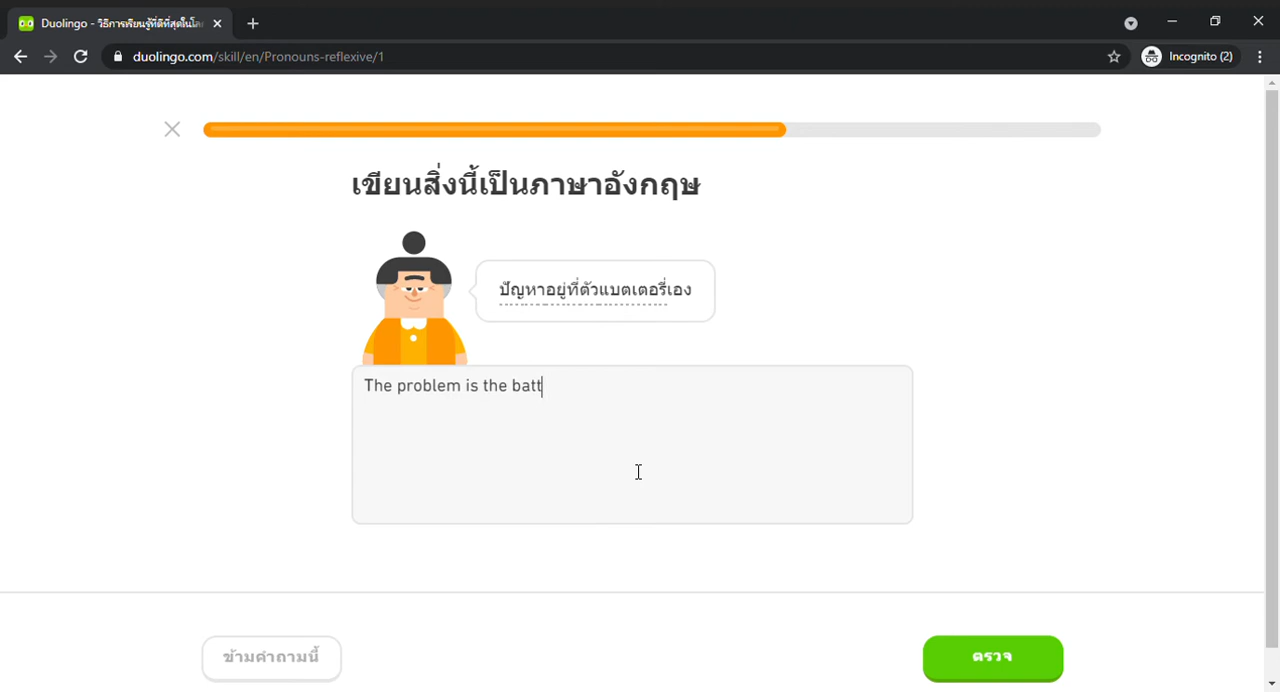 Duolingo - วิธีการเรียนรู้ที่ดีที่สุดในโล
duolingo.com/skill/en/Pronouns-reflexive/1
Incognito (2)
เขียนสิ่งนี้เป็นภาษาอังกฤษ
ปัญหาอยู่ที่ตัวแบตเตอรี่เอง
The problem is the batt
ข้ามคำถามนี้
ตรวจ